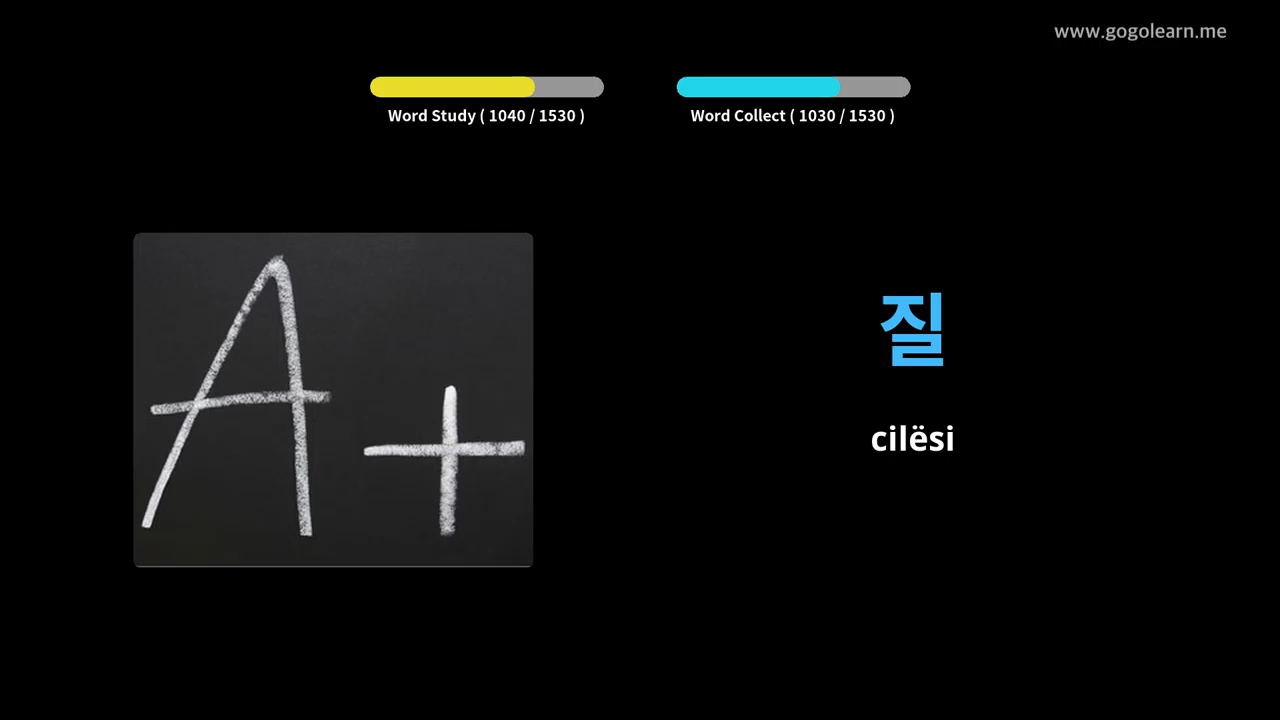 www.gogolearn.me
Word Study ( 1040 / 1530 )
Word Collect ( 1030 / 1530 )
A+
질
cilësi